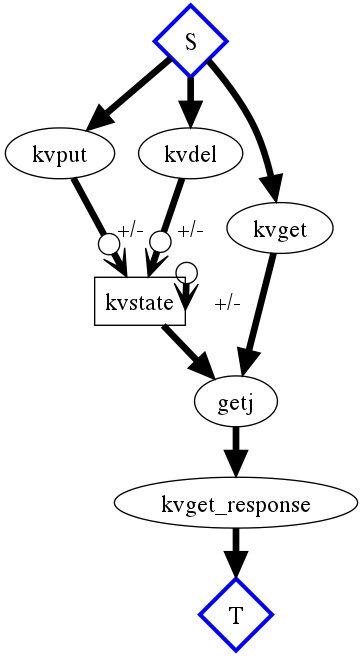 S
kvput
kvdel
kvget
+/-
+/-
kvstate
+/-
getj
kvget_response
T